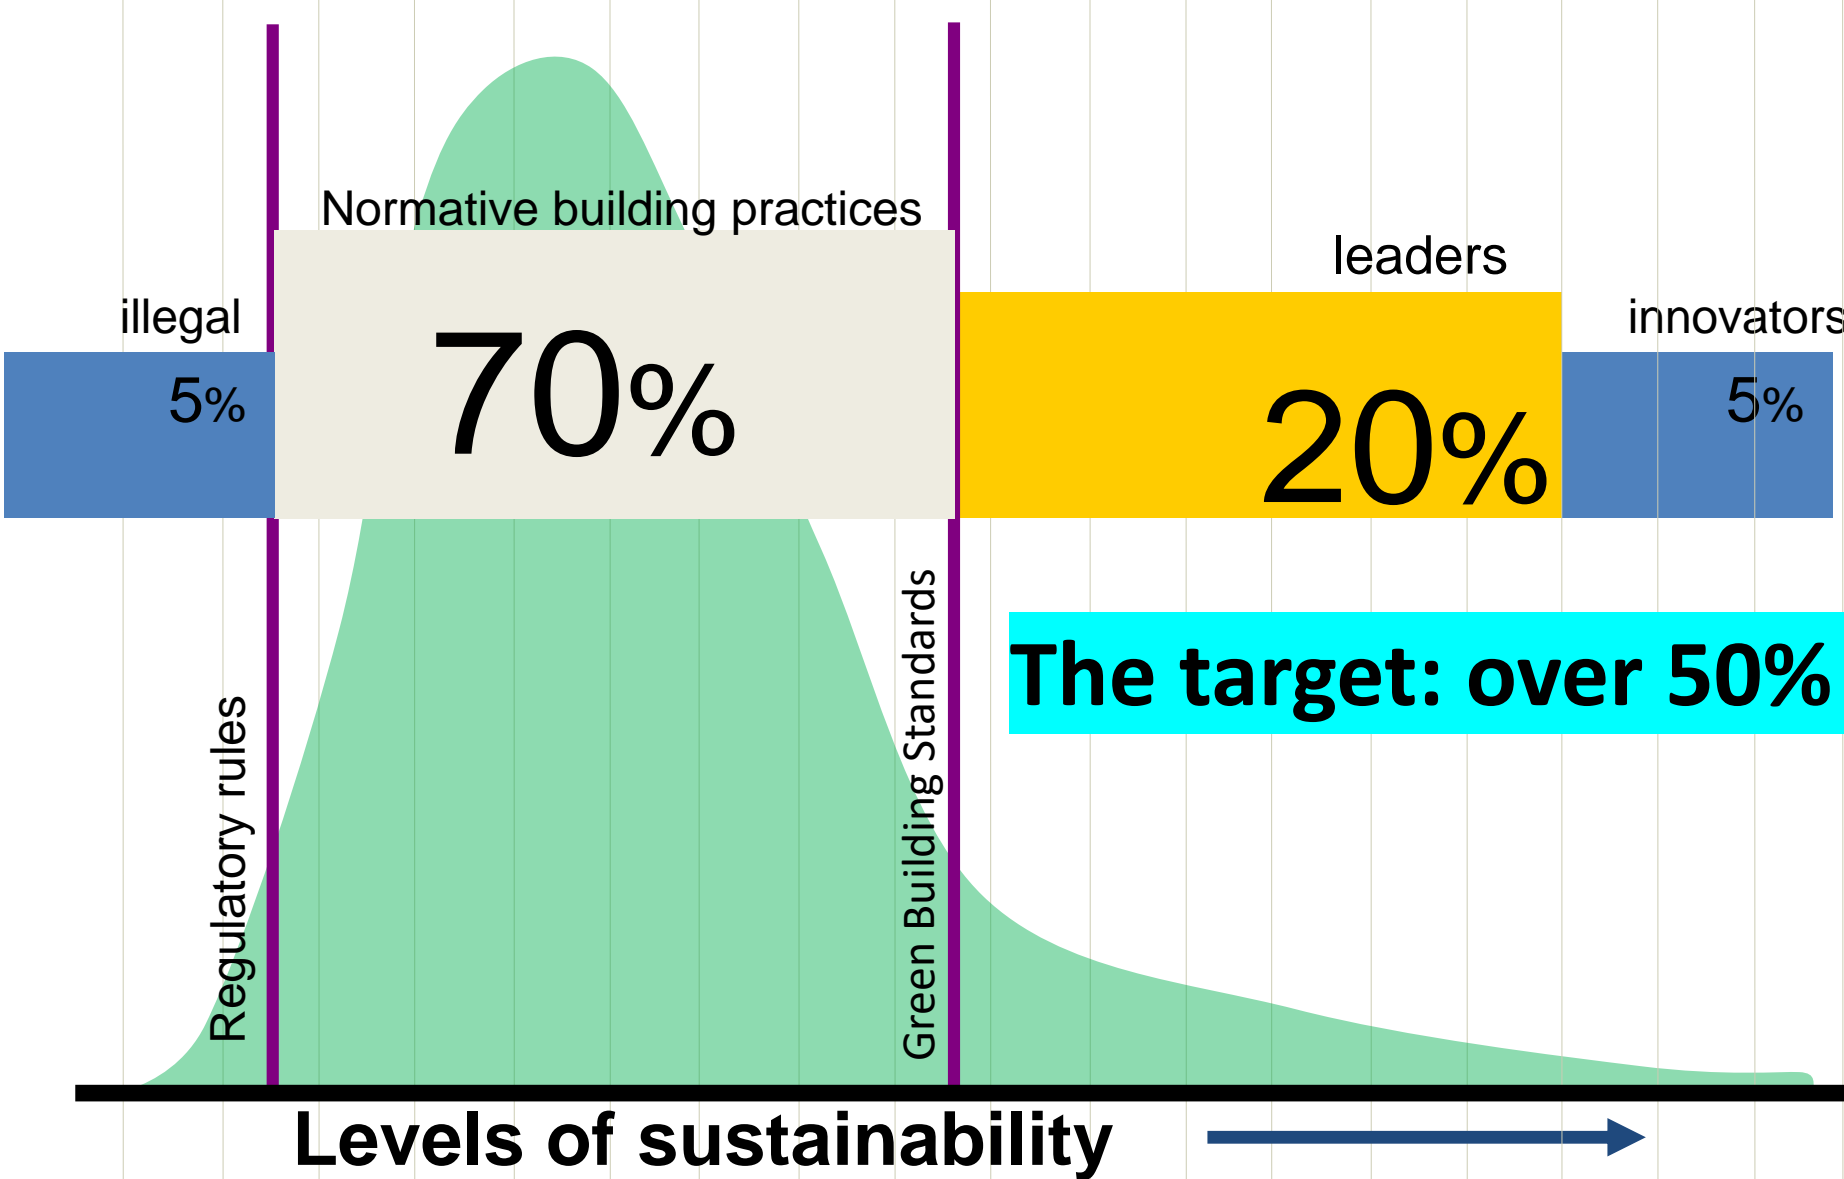 Normative building practices
leaders
illegal
innovators
70%
5%
20%
5%
The target: over 50%
Regulatory rules
Green Building Standards
Levels of sustainability